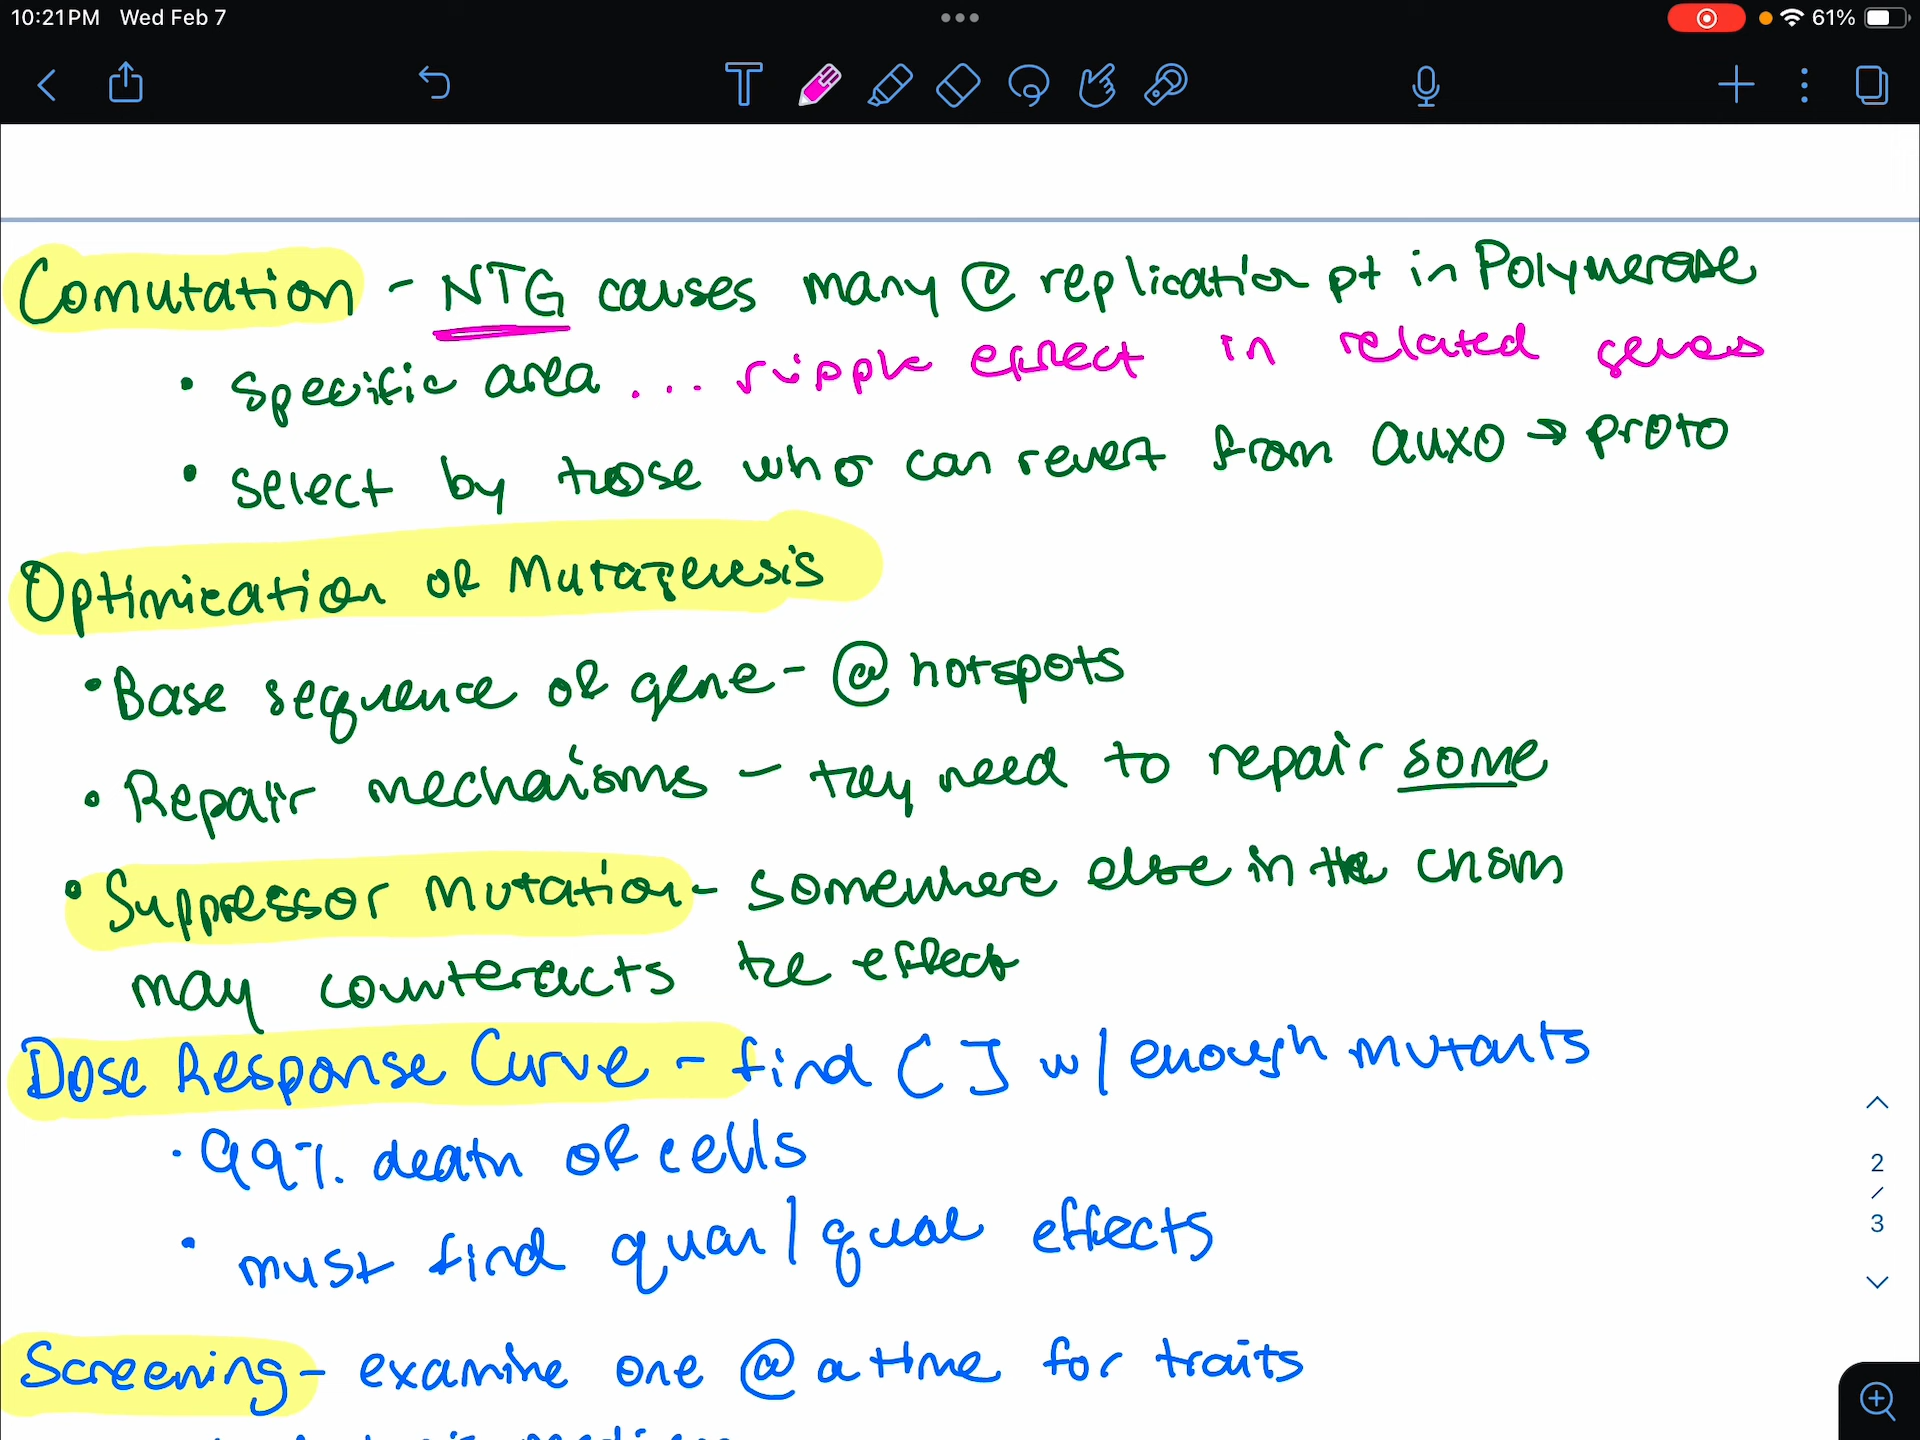 10:21 PM Wed Feb 7
61%
Comutation - NTG causes many @ replication pt in Polymerase
• Specific area ... ripple effect in related genes
• select by those who can revert from auxo → proto
Optimization of Mutagenesis
• Base sequence of gene - @ hotspots
• Repair mechanisms - they need to repair some
• Suppressor Mutation - somewhere else in the chsm
may counteracts the effect
Dose Response Curve - find [ ] w/ enough mutants
• 99% death of cells
• must find quan/qual effects
2
/
3
Screening - examine one @ a time for traits